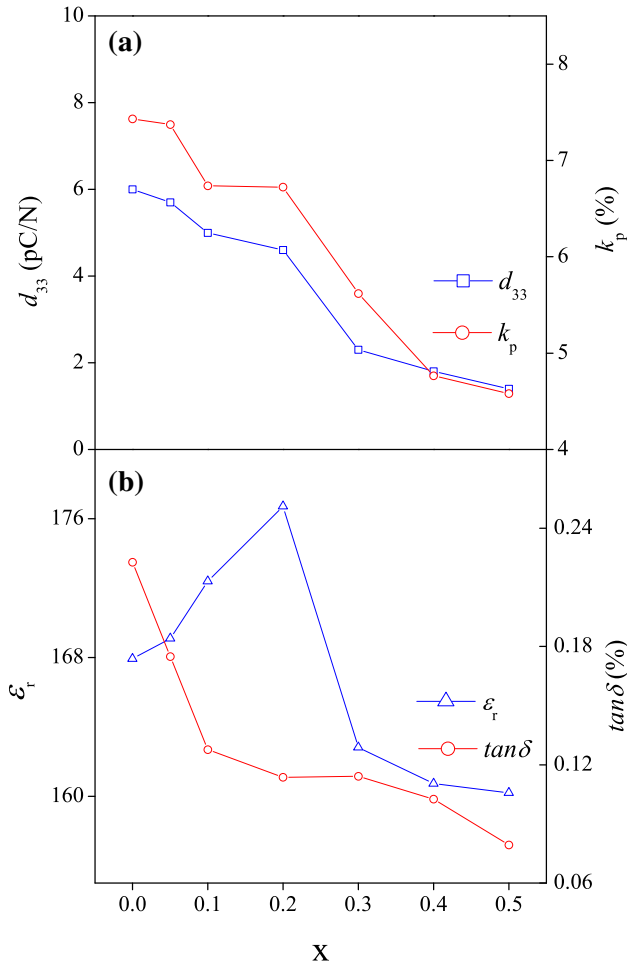 (a)
10
8
6
4
2
0
d33 (pC/N)
8
7
6
5
4
kp (%)
d33
kp
(b)
176
168
160
εr
0.24
0.18
0.12
0.06
tanδ (%)
εr
tanδ
0.0 0.1 0.2 0.3 0.4 0.5
x